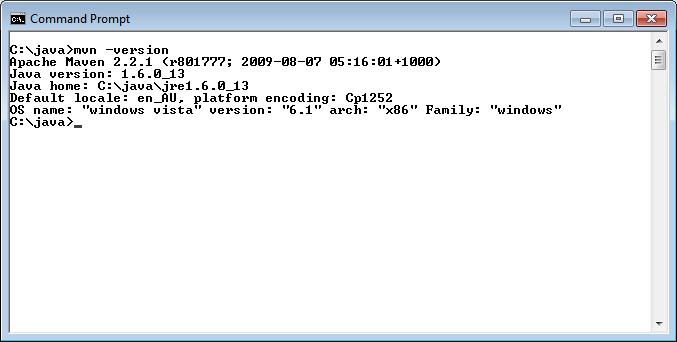 Command Prompt
C:\java>mvn -version
Apache Maven 2.2.1 (r801777; 2009-08-07 05:16:01+1000)
Java version: 1.6.0_13
Java home: C:\java\jre1.6.0_13
Default locale: en_AU, platform encoding: Cp1252
OS name: "windows vista" version: "6.1" arch: "x86" Family: "windows"
C:\java>_